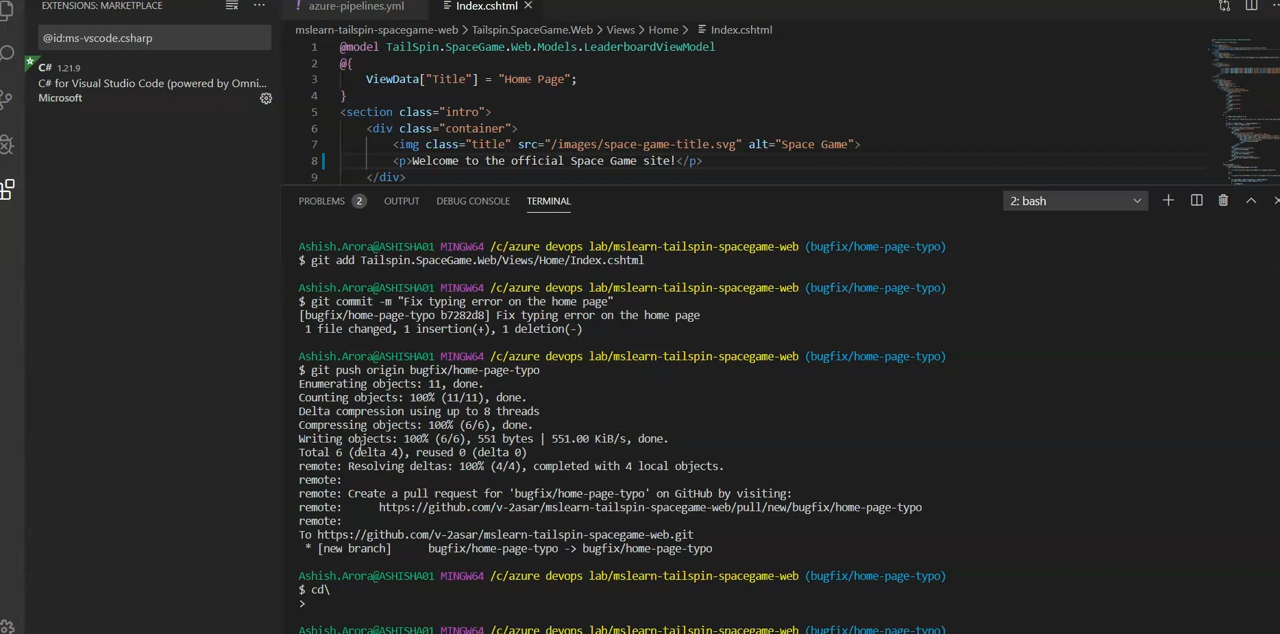 EXTENSIONS: MARKETPLACE
@id:ms-vscode.csharp
C# 1.21.9
C# for Visual Studio Code (powered by Omni...
Microsoft
! azure-pipelines.yml
Index.cshtml ×
mslearn-tailspin-spacegame-web > Tailspin.SpaceGame.Web > Views > Home > Index.cshtml
1 @model TailSpin.SpaceGame.Web.Models.LeaderboardViewModel
2 @{
3 ViewData["Title"] = "Home Page";
4 }
5 <section class="intro">
6 <div class="container">
7 <img class="title" src="/images/space-game-title.svg" alt="Space Game">
8 <p>Welcome to the official Space Game site!</p>
9 </div>
PROBLEMS 2 OUTPUT DEBUG CONSOLE TERMINAL 2: bash
Ashish.Arora@ASHISHA01 MINGW64 /c/azure devops lab/mslearn-tailspin-spacegame-web (bugfix/home-page-typo)
$ git add Tailspin.SpaceGame.Web/Views/Home/Index.cshtml
Ashish.Arora@ASHISHA01 MINGW64 /c/azure devops lab/mslearn-tailspin-spacegame-web (bugfix/home-page-typo)
$ git commit -m "Fix typing error on the home page"
[bugfix/home-page-typo b7282d8] Fix typing error on the home page
1 file changed, 1 insertion(+), 1 deletion(-)
Ashish.Arora@ASHISHA01 MINGW64 /c/azure devops lab/mslearn-tailspin-spacegame-web (bugfix/home-page-typo)
$ git push origin bugfix/home-page-typo
Enumerating objects: 11, done.
Counting objects: 100% (11/11), done.
Delta compression using up to 8 threads
Compressing objects: 100% (6/6), done.
Writing objects: 100% (6/6), 551 bytes | 551.00 KiB/s, done.
Total 6 (delta 4), reused 0 (delta 0)
remote: Resolving deltas: 100% (4/4), completed with 4 local objects.
remote:
remote: Create a pull request for 'bugfix/home-page-typo' on GitHub by visiting:
remote: https://github.com/v-2asar/mslearn-tailspin-spacegame-web/pull/new/bugfix/home-page-typo
remote:
To https://github.com/v-2asar/mslearn-tailspin-spacegame-web.git
* [new branch] bugfix/home-page-typo -> bugfix/home-page-typo
Ashish.Arora@ASHISHA01 MINGW64 /c/azure devops lab/mslearn-tailspin-spacegame-web (bugfix/home-page-typo)
$ cd\
>
Ashish.Arora@ASHISHA01 MINGW64 /c/azure devops lab/mslearn-tailspin-spacegame-web (bugfix/home-page-typo)